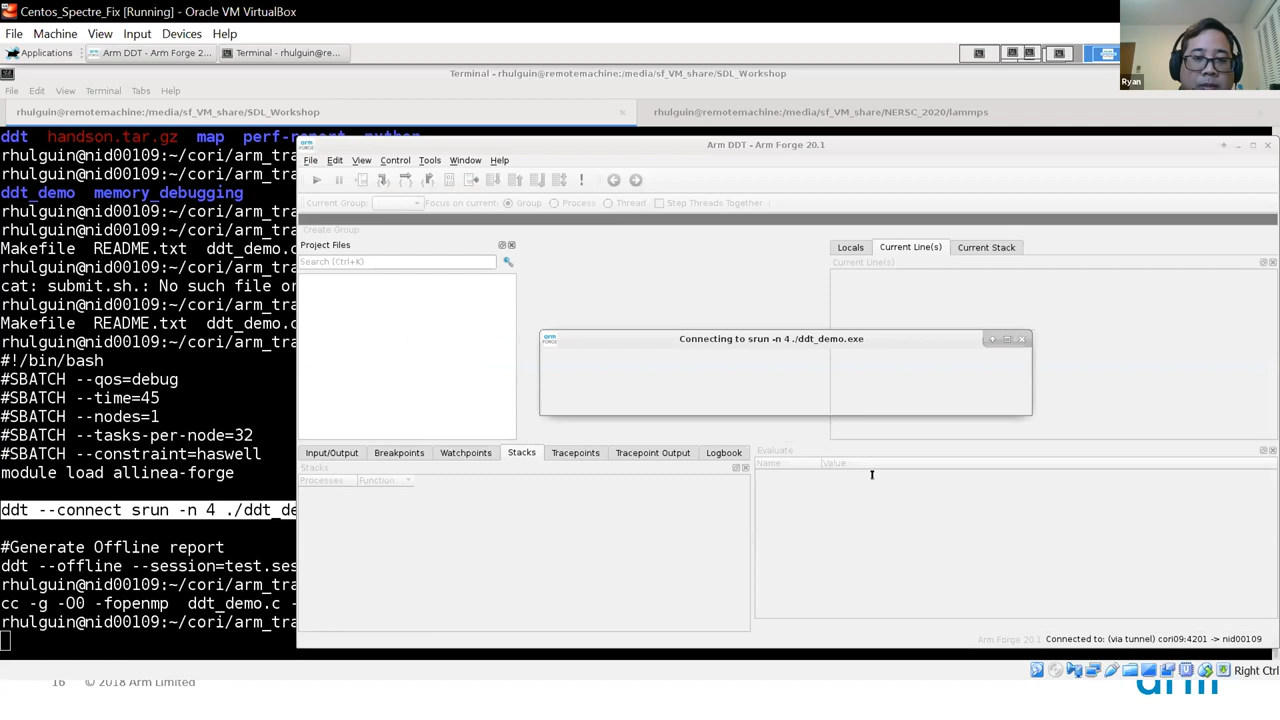 Centos_Spectre_Fix [Running] - Oracle VM VirtualBox
File Machine View Input Devices Help
Applications Arm DDT - Arm Forge 2... Terminal - rhulguin@re...
Ryan
Terminal - rhulguin@remotemachine:/media/sf_VM_share/SDL_Workshop
File Edit View Terminal Tabs Help
rhulguin@remotemachine:/media/sf_VM_share/SDL_Workshop rhulguin@remotemachine:/media/sf_VM_share/NERSC_2020/lammps
ddt handson.tar.gz map perf-report python
rhulguin@nid00109:~/cori/arm_tra
rhulguin@nid00109:~/cori/arm_tra
ddt_demo memory_debugging
rhulguin@nid00109:~/cori/arm_tra
rhulguin@nid00109:~/cori/arm_tra
Makefile README.txt ddt_demo.c
rhulguin@nid00109:~/cori/arm_tra
cat: submit.sh.: No such file or
rhulguin@nid00109:~/cori/arm_tra
Makefile README.txt ddt_demo.c
rhulguin@nid00109:~/cori/arm_tra
#!/bin/bash
#SBATCH --qos=debug
#SBATCH --time=45
#SBATCH --nodes=1
#SBATCH --tasks-per-node=32
#SBATCH --constraint=haswell
module load allinea-forge
ddt --connect srun -n 4 ./ddt_de
#Generate Offline report
ddt --offline --session=test.ses
rhulguin@nid00109:~/cori/arm_tra
cc -g -O0 -fopenmp ddt_demo.c -
rhulguin@nid00109:~/cori/arm_tra
Arm DDT - Arm Forge 20.1
File Edit View Control Tools Window Help
Current Group: Focus on current: Group Process Thread Step Threads Together
Create Group
Project Files
Search (Ctrl+K)
Locals Current Line(s) Current Stack
Current Line(s)
arm FORGE
Connecting to srun -n 4 ./ddt_demo.exe
Input/Output Breakpoints Watchpoints Stacks Tracepoints Tracepoint Output Logbook
Stacks
Processes Function
Evaluate
Name Value
Arm Forge 20.1 Connected to: (via tunnel) cori09:4201 -> nid00109
Right Ctrl
16 © 2018 Arm Limited
arm